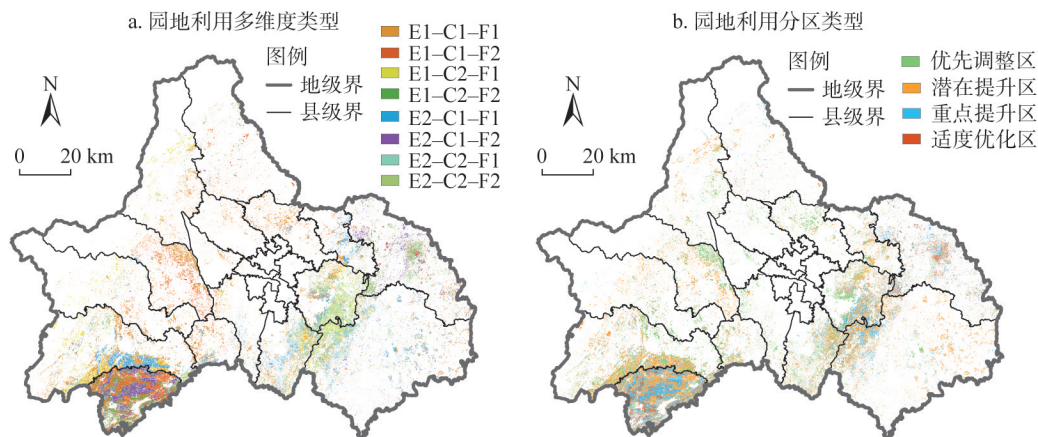 a. 园地利用多维度类型
图例
地级界
县级界
N
0 20 km
E1–C1–F1
E1–C1–F2
E1–C2–F1
E1–C2–F2
E2–C1–F1
E2–C1–F2
E2–C2–F1
E2–C2–F2
b. 园地利用分区类型
图例
地级界
县级界
N
0 20 km
优先调整区
潜在提升区
重点提升区
适度优化区